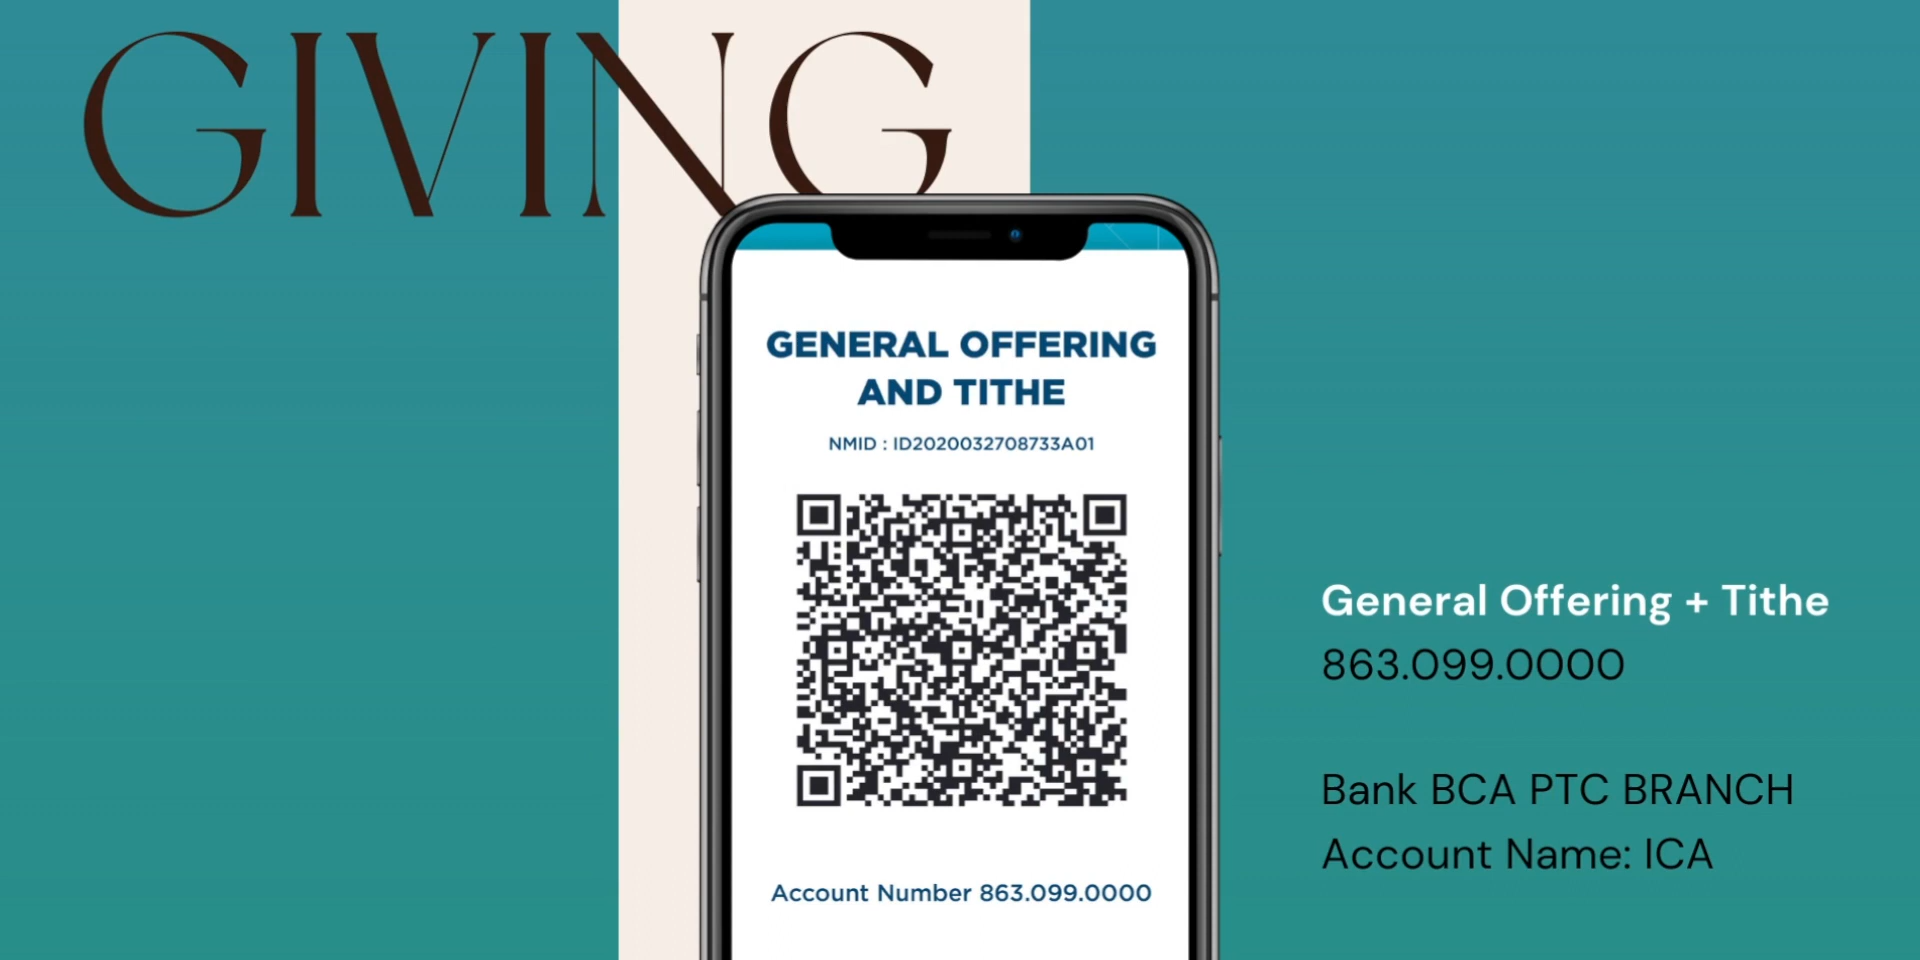 GIVING
GENERAL OFFERING
AND TITHE
NMID : ID2020032708733A01
Account Number 863.099.0000
General Offering + Tithe
863.099.0000
Bank BCA PTC BRANCH
Account Name: ICA